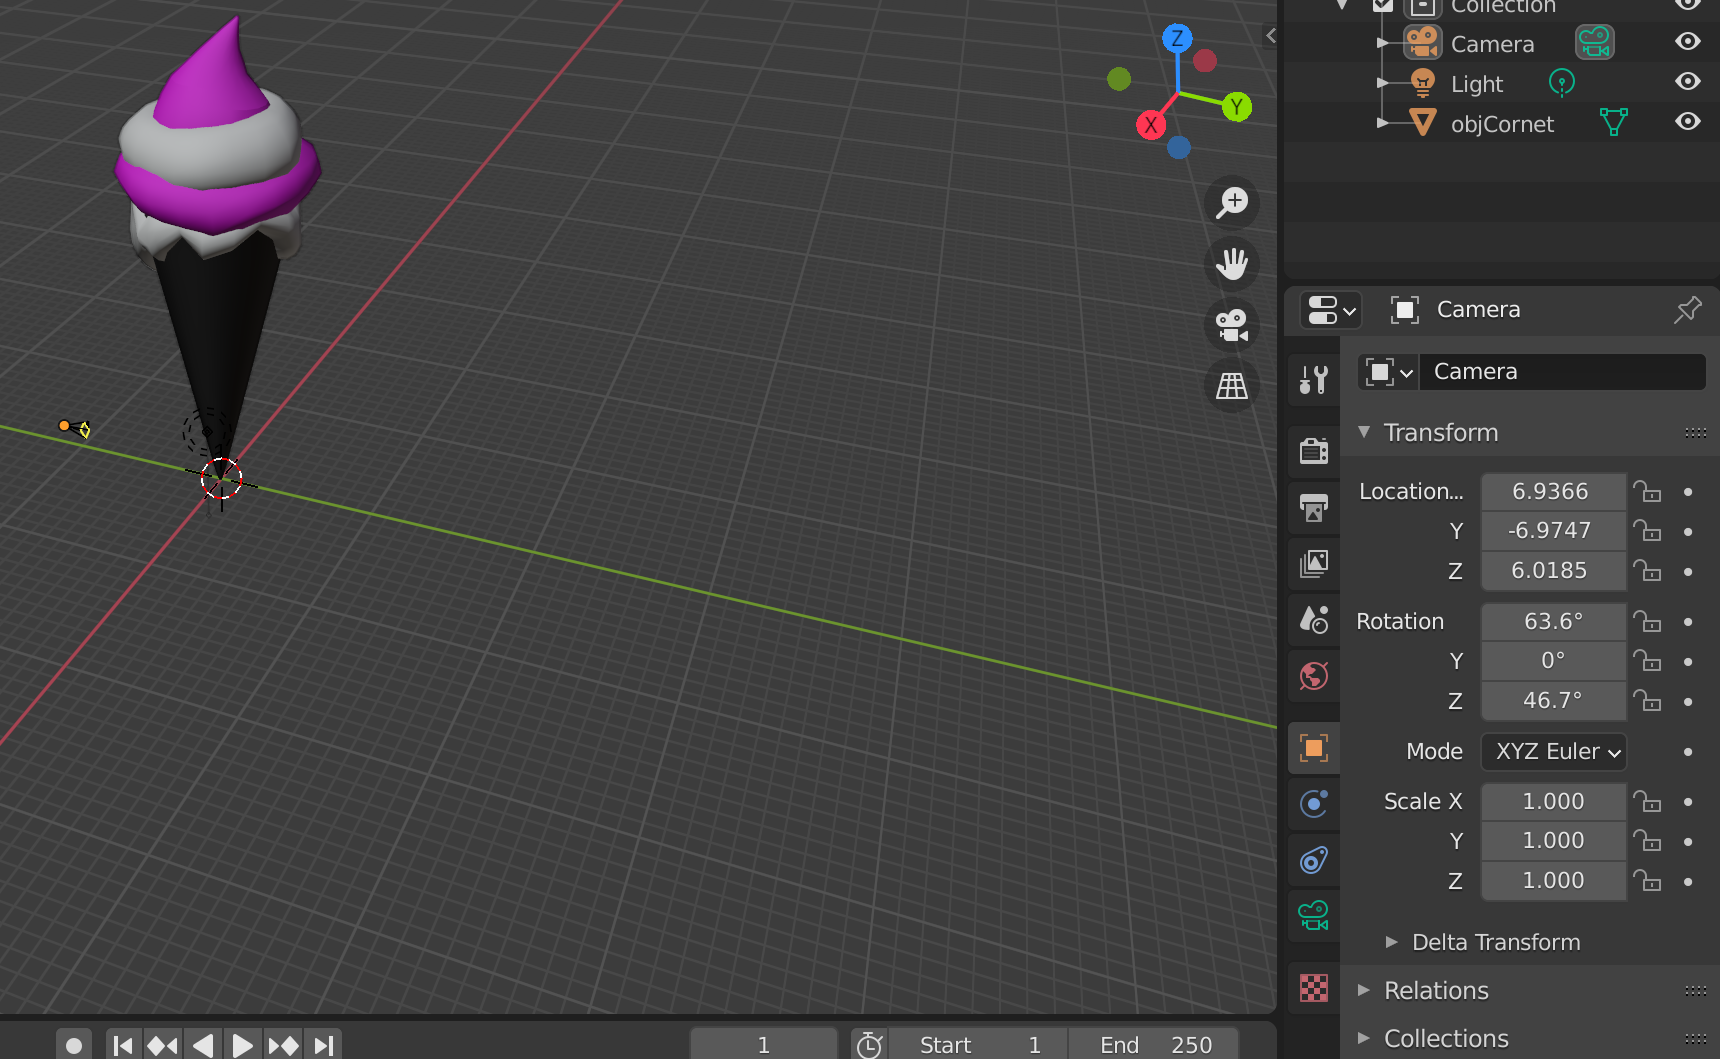 Collection
Camera
Light
objCornet
Z
Y
X
Camera
Camera
Transform
Location... 6.9366
Y -6.9747
Z 6.0185
Rotation 63.6°
Y 0°
Z 46.7°
Mode XYZ Euler
Scale X 1.000
Y 1.000
Z 1.000
Delta Transform
Relations
Collections
1 Start 1 End 250